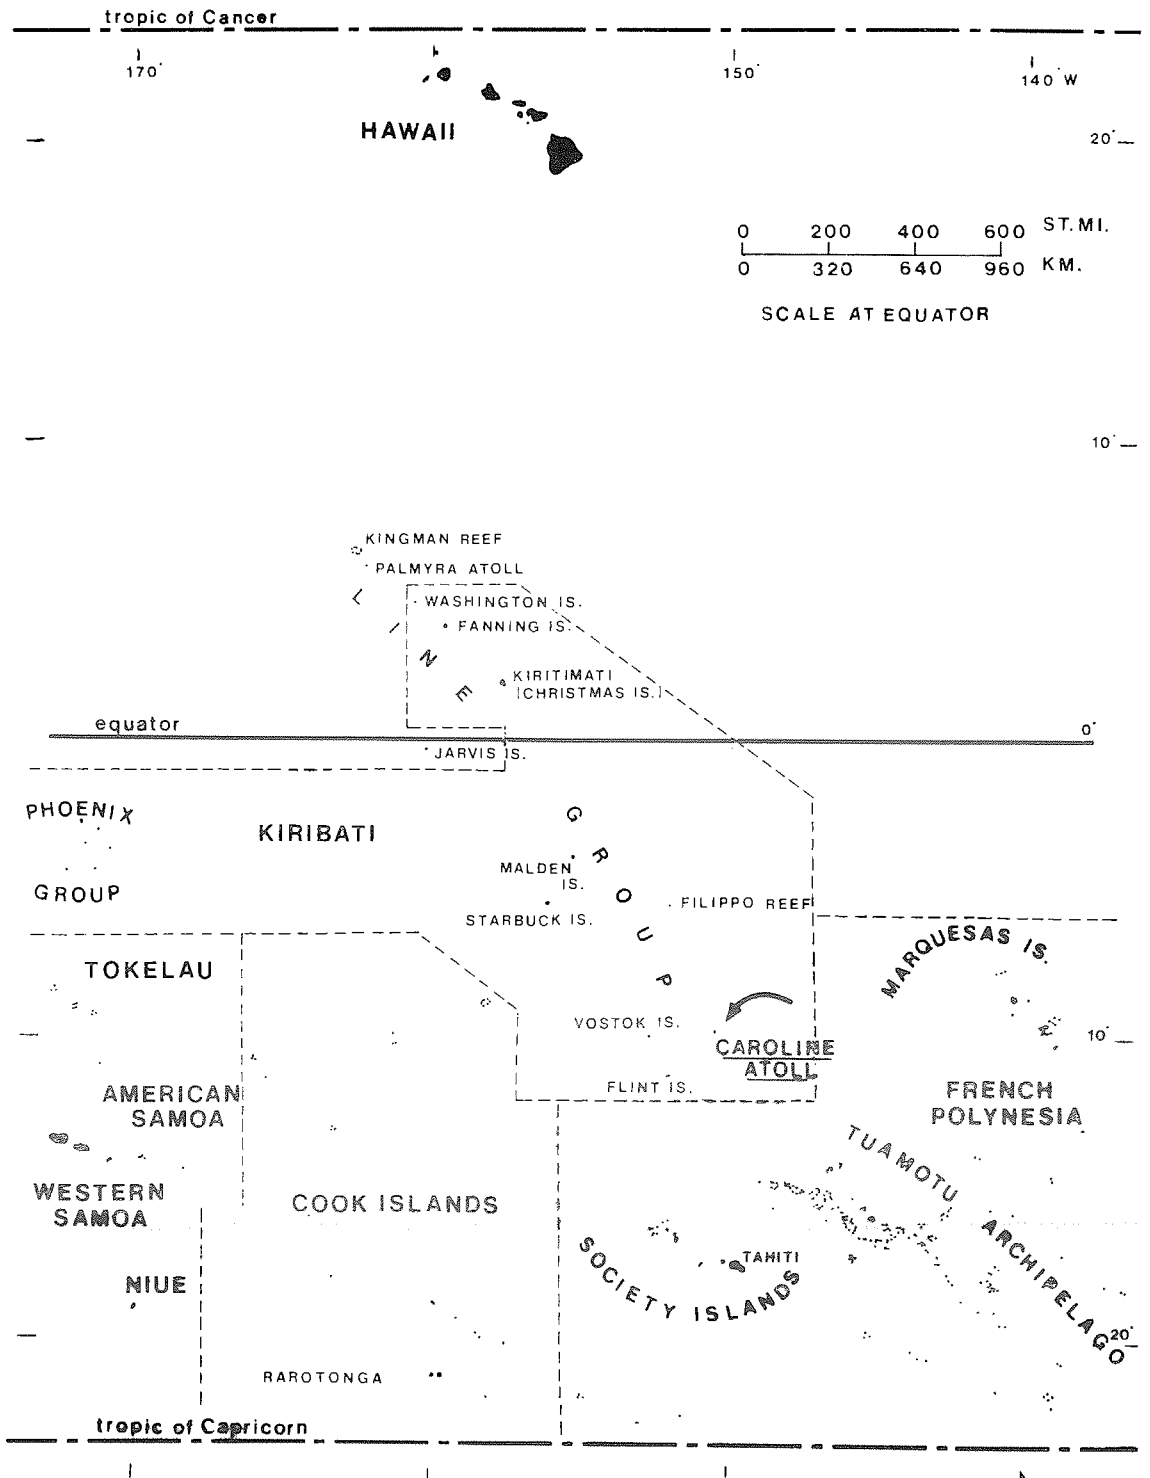 tropic of Cancer
170°
150°
140° W
HAWAII
20°
0 200 400 600 ST.MI.
0 320 640 960 KM.
SCALE AT EQUATOR
10°
KINGMAN REEF
PALMYRA ATOLL
LINE
WASHINGTON IS.
FANNING IS.
KIRITIMATI
(CHRISTMAS IS.)
equator
0°
JARVIS IS.
PHOENIX
GROUP
KIRIBATI
GROUP
MALDEN
IS.
STARBUCK IS.
FILIPPO REEF
MARQUESAS IS.
TOKELAU
VOSTOK IS.
CAROLINE
ATOLL
10°
FLINT IS.
AMERICAN
SAMOA
FRENCH
POLYNESIA
TUAMOTU
ARCHIPELAGO
WESTERN
SAMOA
COOK ISLANDS
SOCIETY ISLANDS
TAHITI
NIUE
20°
RAROTONGA
tropic of Capricorn